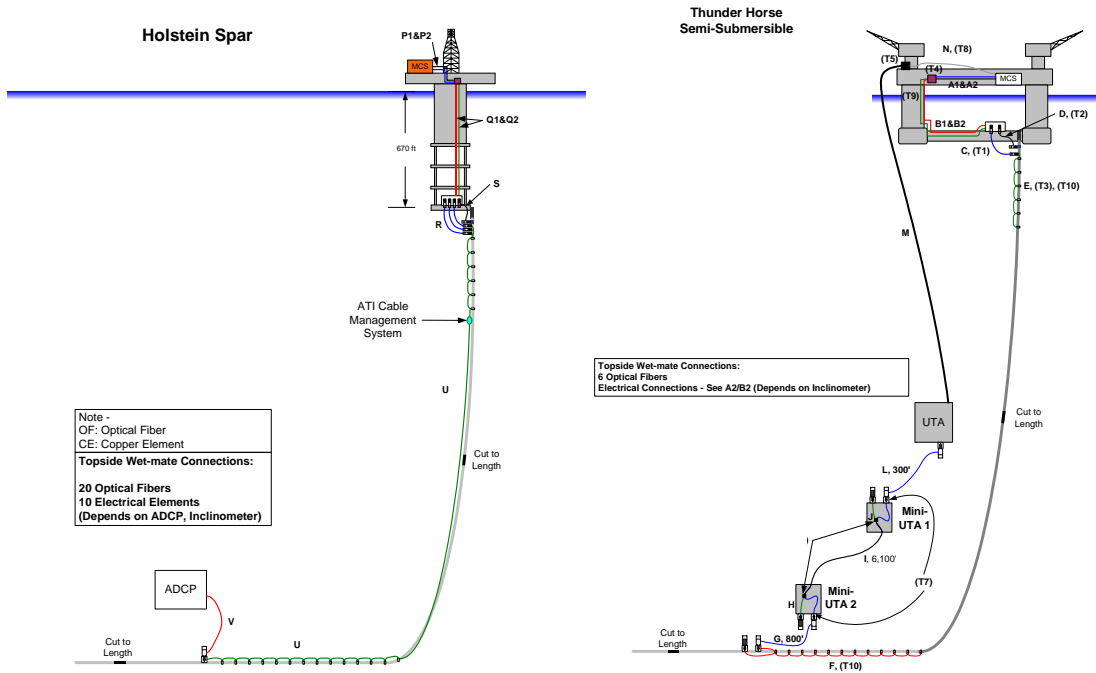 Holstein Spar
P1&P2
MCS
Q1&Q2
670 ft
S
R
ATI Cable
Management
System
U
Note -
OF: Optical Fiber
CE: Copper Element
Topside Wet-mate Connections:
20 Optical Fibers
10 Electrical Elements
(Depends on ADCP, Inclinometer)
Cut to
Length
ADCP
V
Cut to
Length
U
Thunder Horse
Semi-Submersible
N, (T8)
(T5)
(T4)
MCS
A1&A2
(T9)
D, (T2)
B1&B2
C, (T1)
E, (T3), (T10)
M
Topside Wet-mate Connections:
6 Optical Fibers
Electrical Connections - See A2/B2 (Depends on Inclinometer)
UTA
Cut to
Length
L, 300'
J
Mini-
UTA 1
I
I, 6,100'
(T7)
Mini-
UTA 2
H
G, 800'
Cut to
Length
F, (T10)